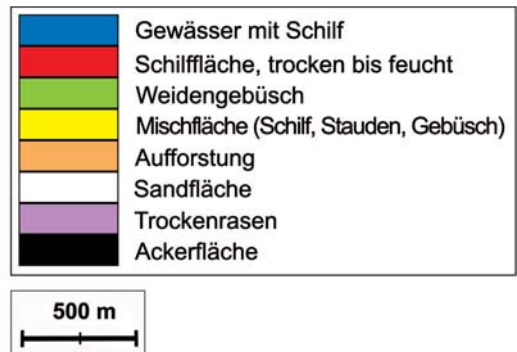 Gewässer mit Schilf
Schilffläche, trocken bis feucht
Weidengebüsch
Mischfläche (Schilf, Stauden, Gebüsch)
Aufforstung
Sandfläche
Trockenrasen
Ackerfläche
500 m